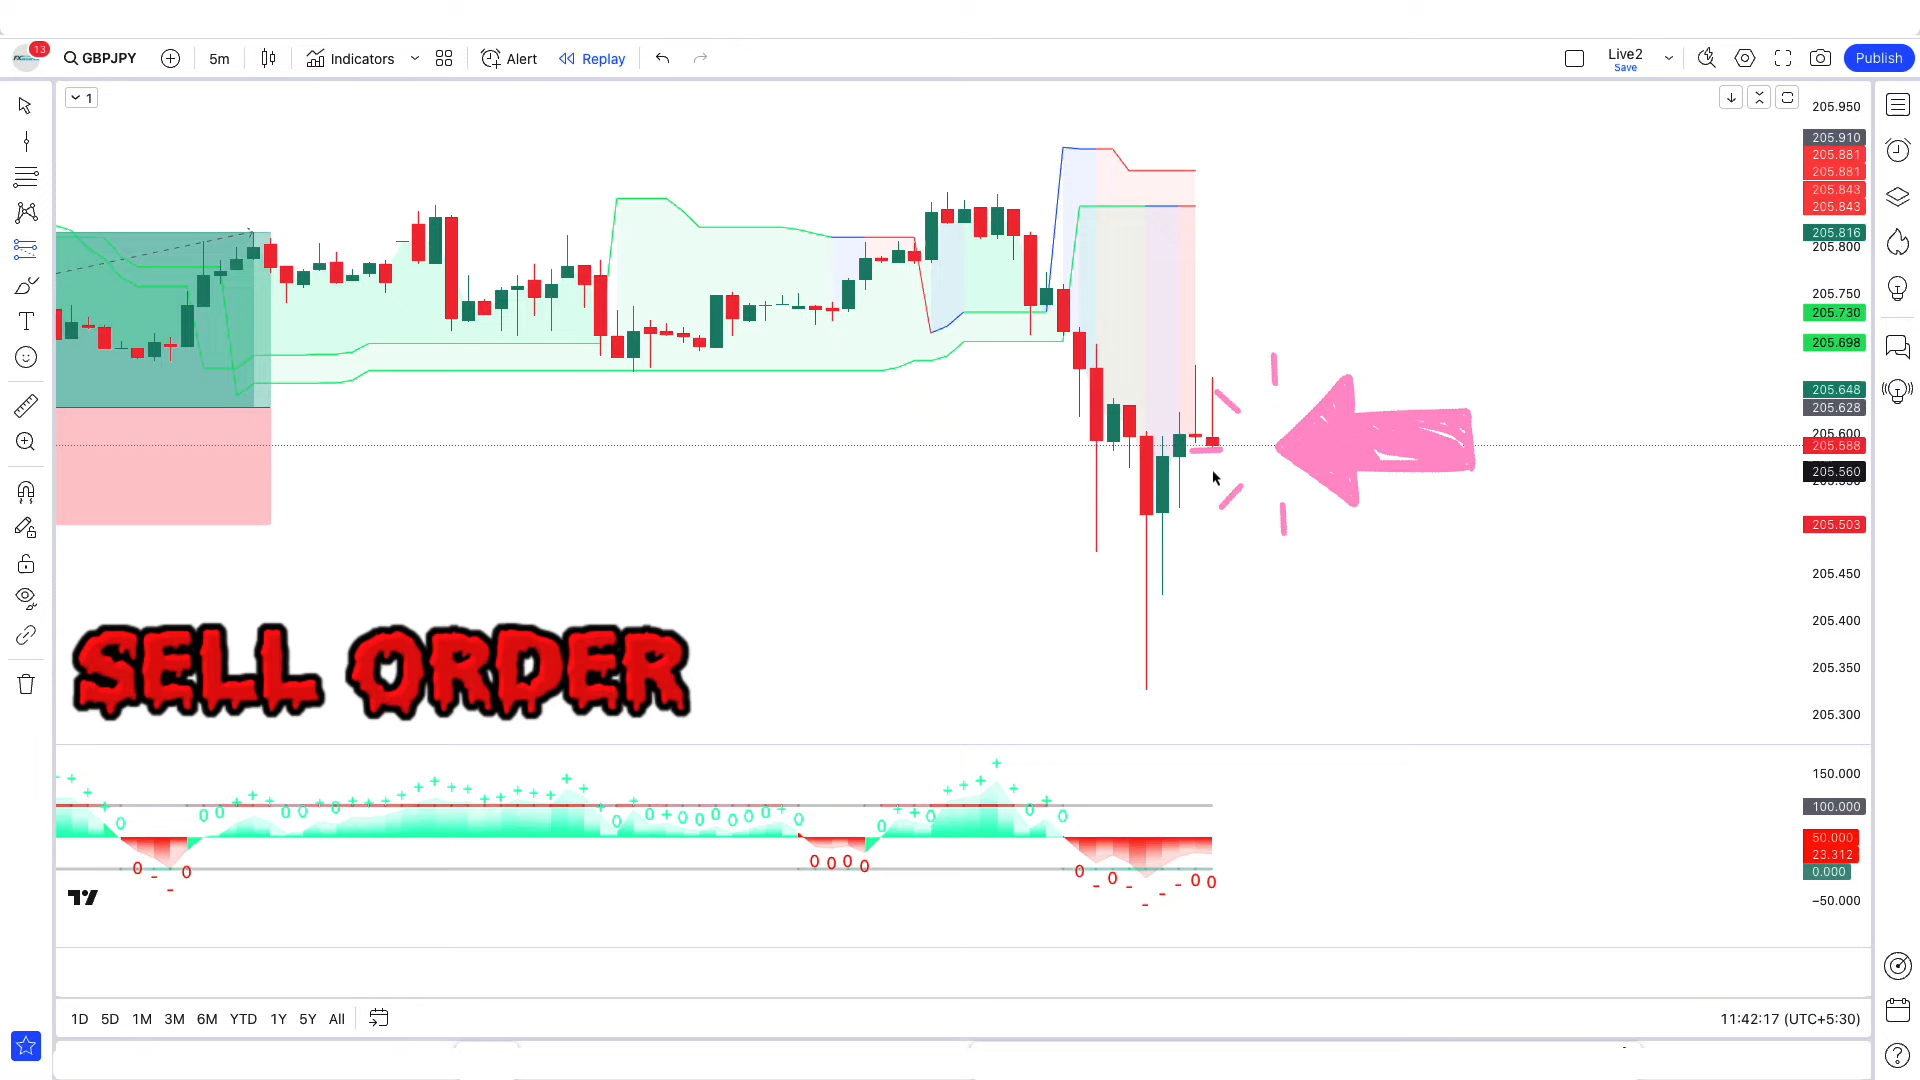 13
GBPJPY
5m
Indicators
Alert
Replay
Live2
Save
Publish
1
205.950
205.910
205.881
205.881
205.843
205.843
205.816
205.800
205.750
205.730
205.698
205.648
205.628
205.600
205.588
205.560
205.503
205.450
205.400
205.350
205.300
SELL ORDER
150.000
100.000
50.000
23.312
0.000
−50.000
1D 5D 1M 3M 6M YTD 1Y 5Y All
11:42:17 (UTC+5:30)